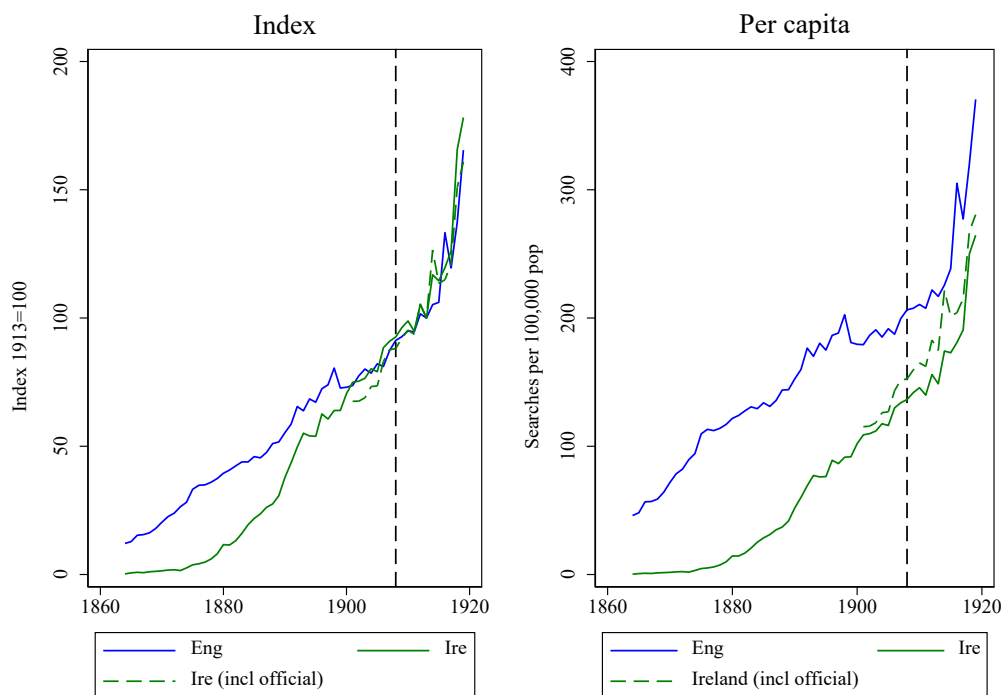 Index
Per capita
Index 1913=100
200
150
100
50
0
1860
1880
1900
1920
Searches per 100,000 pop
400
300
200
100
0
1860
1880
1900
1920
Eng
Ire
Ire (incl official)
Eng
Ire
Ireland (incl official)